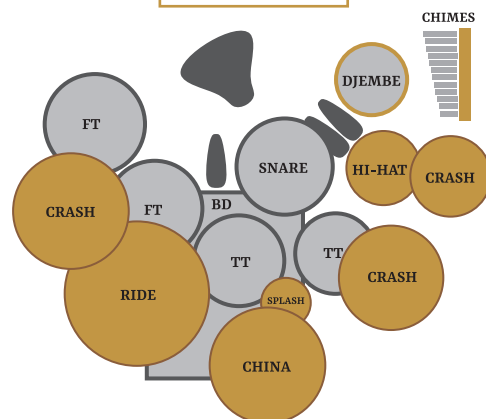 CHIMES
DJEMBE
FT
SNARE
HI-HAT
CRASH
CRASH
FT
BD
TT
TT
CRASH
RIDE
SPLASH
CHINA